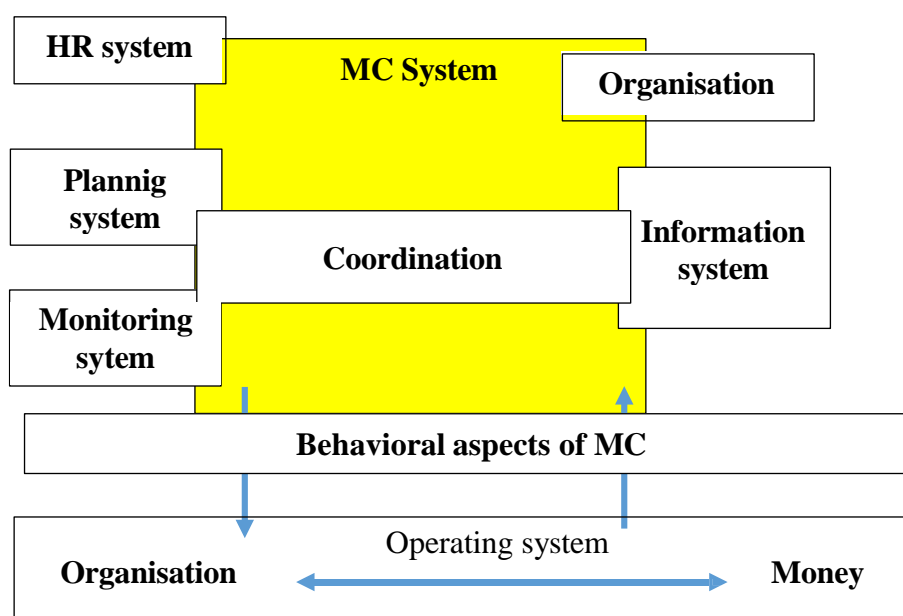 HR system
MC System
Organisation
Plannig
system
Coordination
Information
system
Monitoring
sytem
Behavioral aspects of MC
Operating system
Organisation
Money